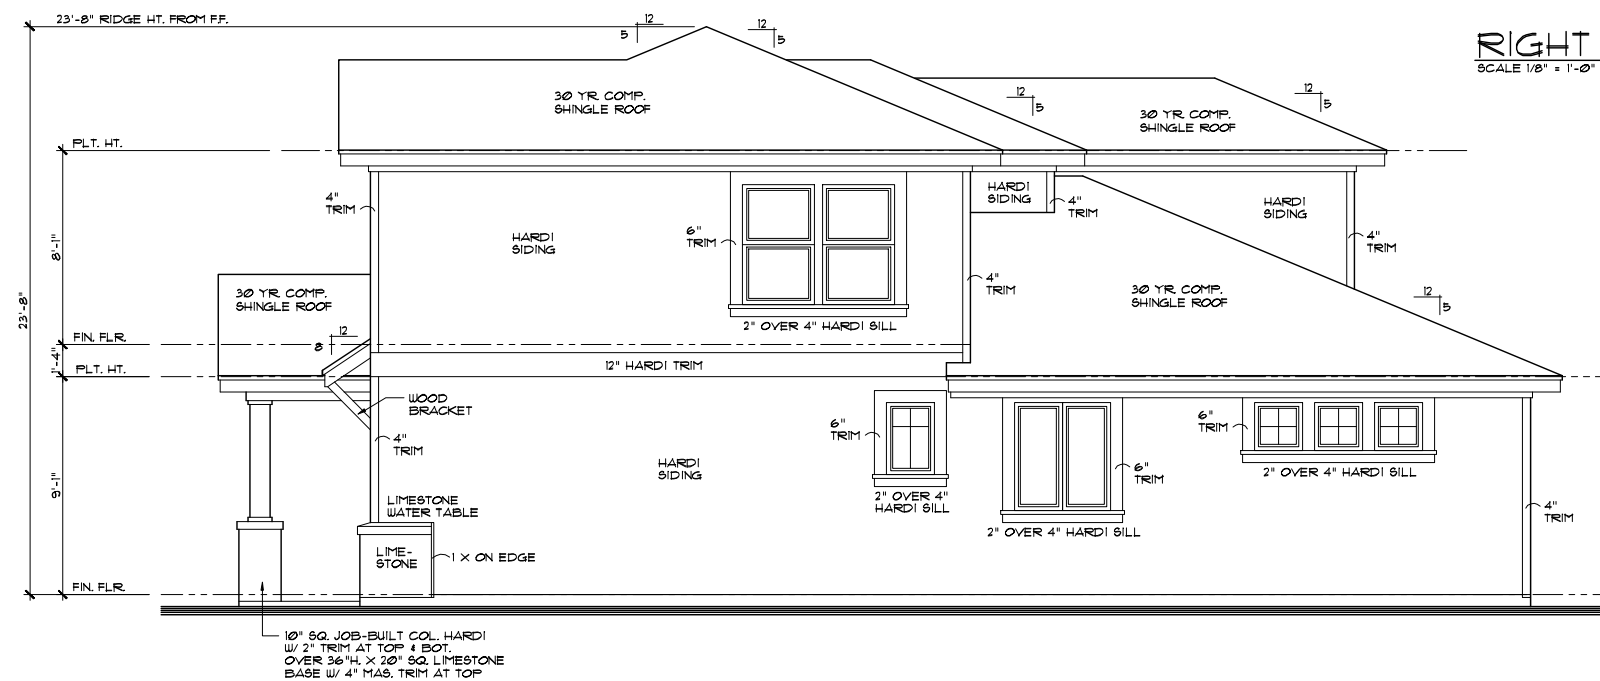 23'-8" RIDGE HT. FROM F.F.
12
5
12
5
RIGHT
SCALE 1/8" = 1'-0"
30 YR. COMP.
SHINGLE ROOF
12
5
12
5
30 YR. COMP.
SHINGLE ROOF
PLT. HT.
4"
TRIM
HARDI
SIDING
4"
TRIM
HARDI
SIDING
6"
TRIM
HARDI
SIDING
4"
TRIM
8'-1"
4"
TRIM
30 YR. COMP.
SHINGLE ROOF
30 YR. COMP.
SHINGLE ROOF
12
5
23'-8"
2" OVER 4" HARDI SILL
FIN. FLR.
12
8
1'-4"
12" HARDI TRIM
PLT. HT.
WOOD
BRACKET
4"
TRIM
6"
TRIM
6"
TRIM
HARDI
SIDING
6"
TRIM
2" OVER 4" HARDI SILL
9'-1"
LIMESTONE
WATER TABLE
2" OVER 4"
HARDI SILL
4"
TRIM
2" OVER 4" HARDI SILL
LIME-
STONE
1 X ON EDGE
FIN. FLR.
10" SQ. JOB-BUILT COL. HARDI
W/ 2" TRIM AT TOP & BOT.
OVER 36"H. X 20" SQ. LIMESTONE
BASE W/ 4" MAS. TRIM AT TOP